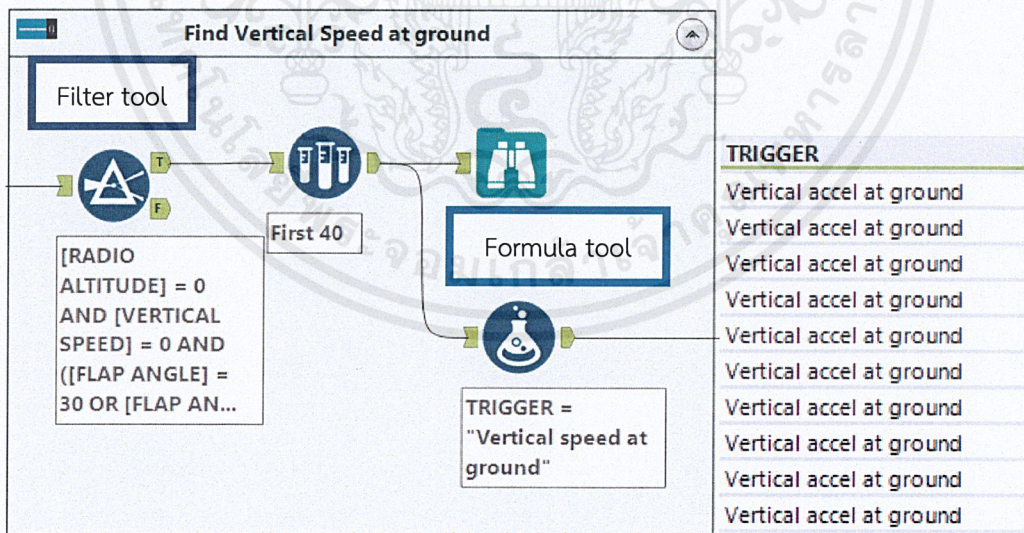 Find Vertical Speed at ground
Filter tool
T
F
[RADIO
ALTITUDE] = 0
AND [VERTICAL
SPEED] = 0 AND
([FLAP ANGLE] =
30 OR [FLAP AN...
First 40
Formula tool
TRIGGER =
"Vertical speed at
ground"
TRIGGER
Vertical accel at ground
Vertical accel at ground
Vertical accel at ground
Vertical accel at ground
Vertical accel at ground
Vertical accel at ground
Vertical accel at ground
Vertical accel at ground
Vertical accel at ground
Vertical accel at ground